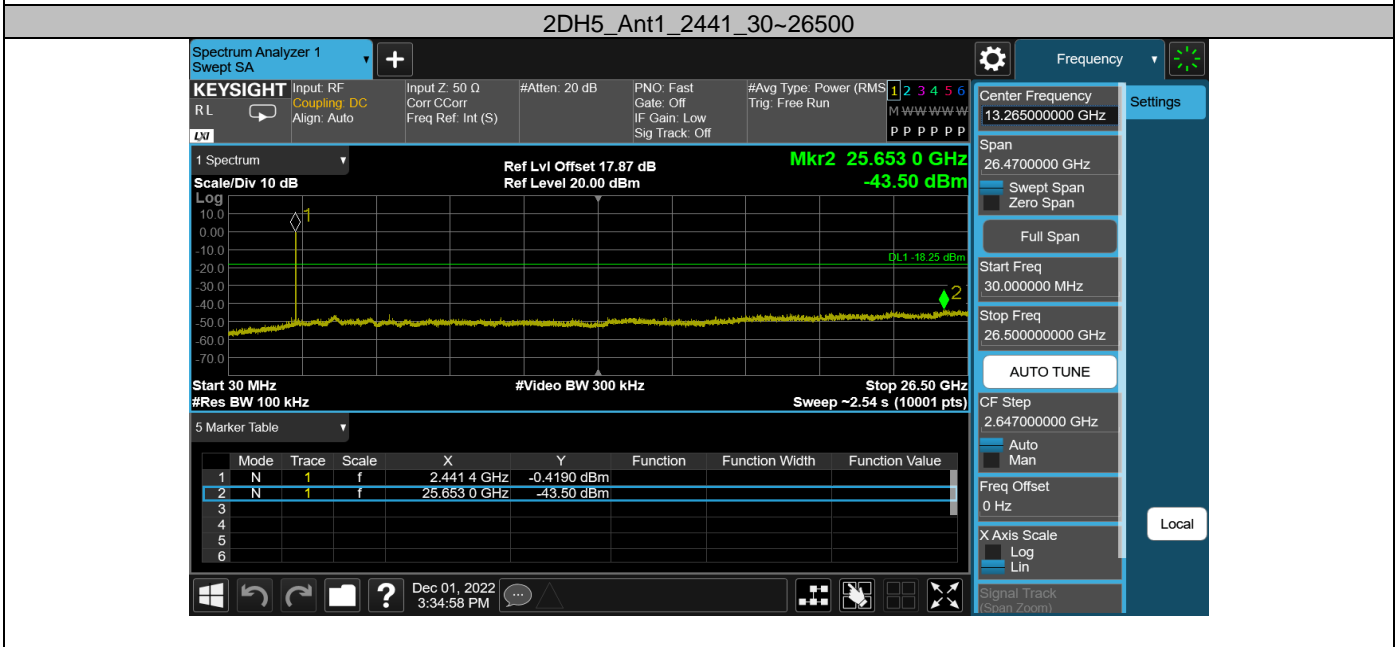 2DH5_Ant1_2441_30~26500
Spectrum Analyzer 1
Swept SA
Frequency
KEYSIGHT
RL
LXI
Input: RF
Coupling: DC
Align: Auto
Input Z: 50 Ω
Corr CCorr
Freq Ref: Int (S)
#Atten: 20 dB
PNO: Fast
Gate: Off
IF Gain: Low
Sig Track: Off
#Avg Type: Power (RMS
Trig: Free Run
1 2 3 4 5 6
M W W W W W
P P P P P P
1 Spectrum
Scale/Div 10 dB
Ref Lvl Offset 17.87 dB
Ref Level 20.00 dBm
Mkr2 25.653 0 GHz
-43.50 dBm
Log
10.0
0.00
-10.0
-20.0
-30.0
-40.0
-50.0
-60.0
-70.0
1
DL1 -18.25 dBm
2
Start 30 MHz
#Res BW 100 kHz
#Video BW 300 kHz
Stop 26.50 GHz
Sweep ~2.54 s (10001 pts)
5 Marker Table
Mode Trace Scale X Y Function Function Width Function Value
1 N 1 f 2.441 4 GHz -0.4190 dBm
2 N 1 f 25.653 0 GHz -43.50 dBm
3
4
5
6
Dec 01, 2022
3:34:58 PM
Center Frequency
13.265000000 GHz
Settings
Span
26.4700000 GHz
Swept Span
Zero Span
Full Span
Start Freq
30.000000 MHz
Stop Freq
26.500000000 GHz
AUTO TUNE
CF Step
2.647000000 GHz
Auto
Man
Freq Offset
0 Hz
Local
X Axis Scale
Log
Lin
Signal Track
(Span Zoom)